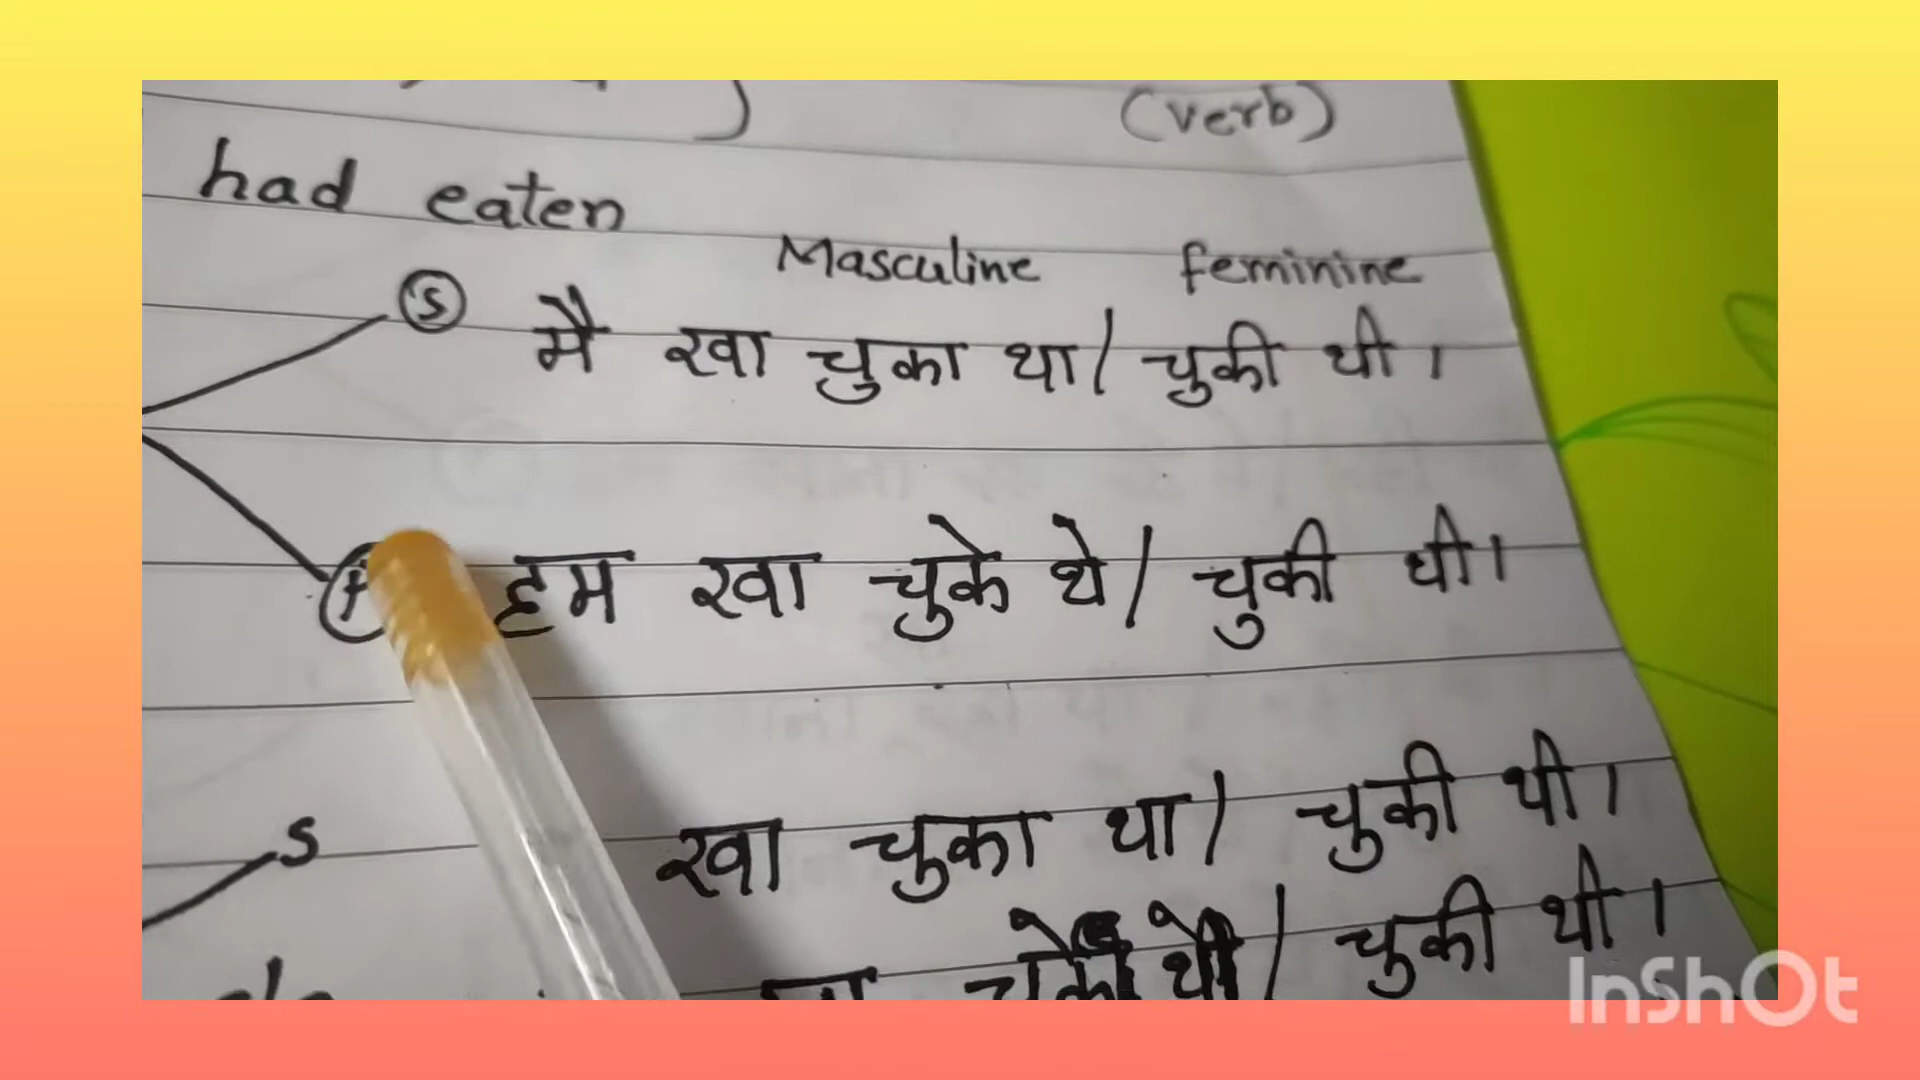 (verb)
had eaten
Masculine feminine
S मै खा चुका था/ चुकी थी।
हम खा चुके थे/ चुकी थी।
S खा चुका था/ चुकी थी।
/ चुकी थी।
InShOt